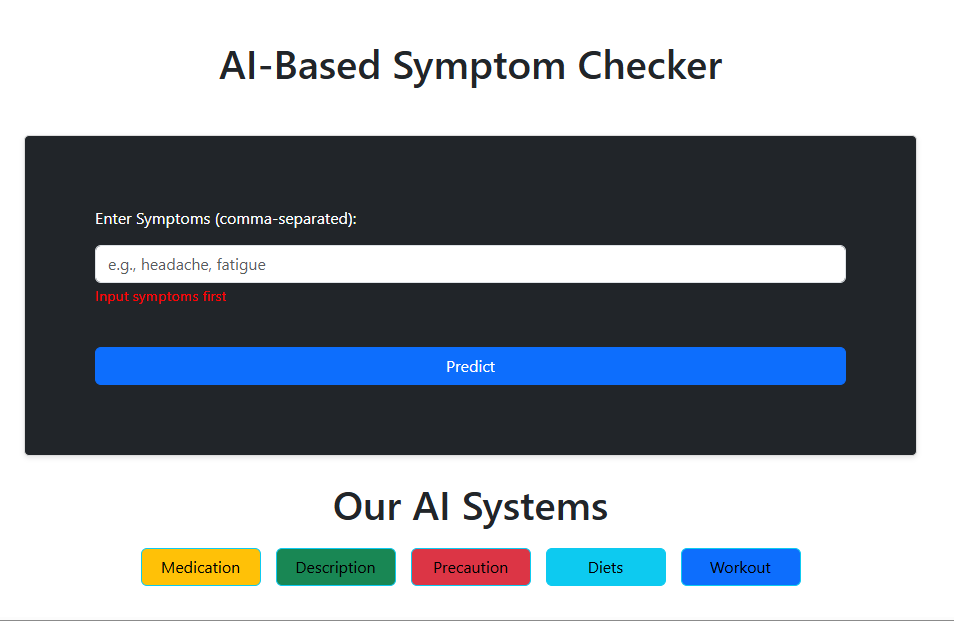 AI-Based Symptom Checker
Enter Symptoms (comma-separated):
e.g., headache, fatigue
Input symptoms first
Predict
Our AI Systems
Medication Description Precaution Diets Workout